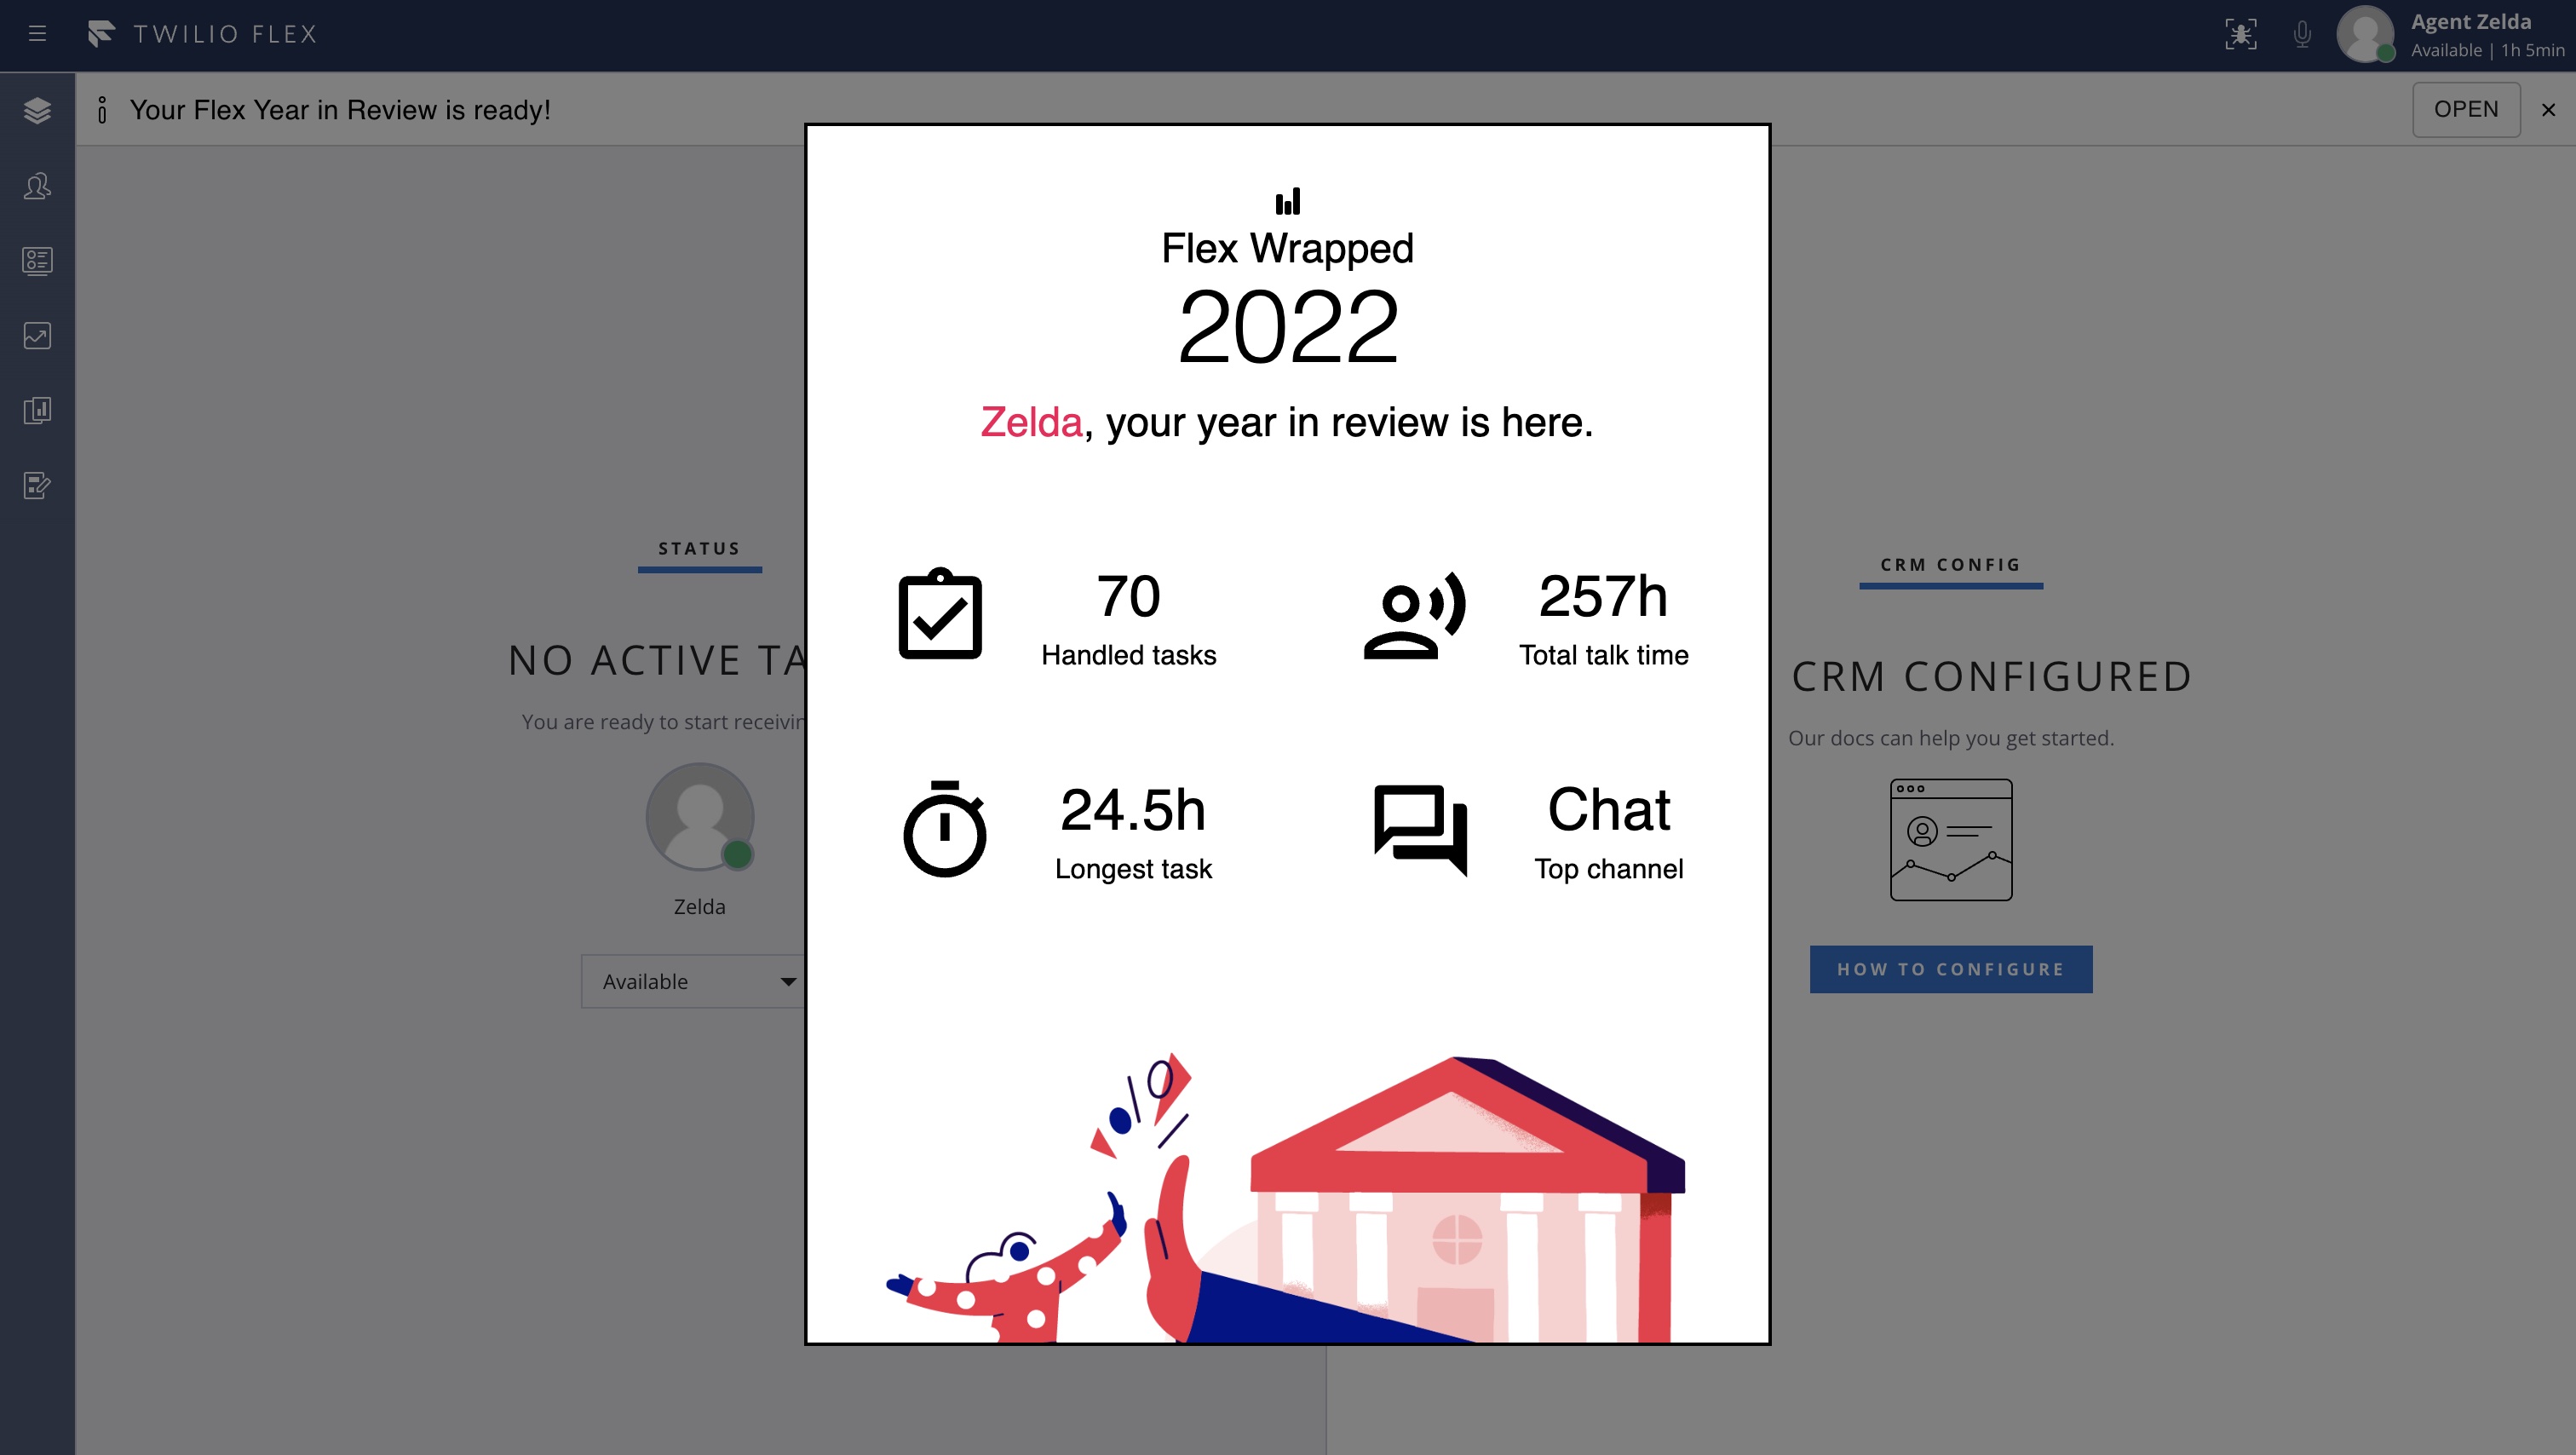 TWILIO FLEX
Agent Zelda
Available | 1h 5min
Your Flex Year in Review is ready!
OPEN
Flex Wrapped
2022
Zelda, your year in review is here.
70
Handled tasks
257h
Total talk time
24.5h
Longest task
Chat
Top channel
STATUS
NO ACTIVE TA
You are ready to start receivin
Zelda
Available
CRM CONFIG
CRM CONFIGURED
Our docs can help you get started.
HOW TO CONFIGURE